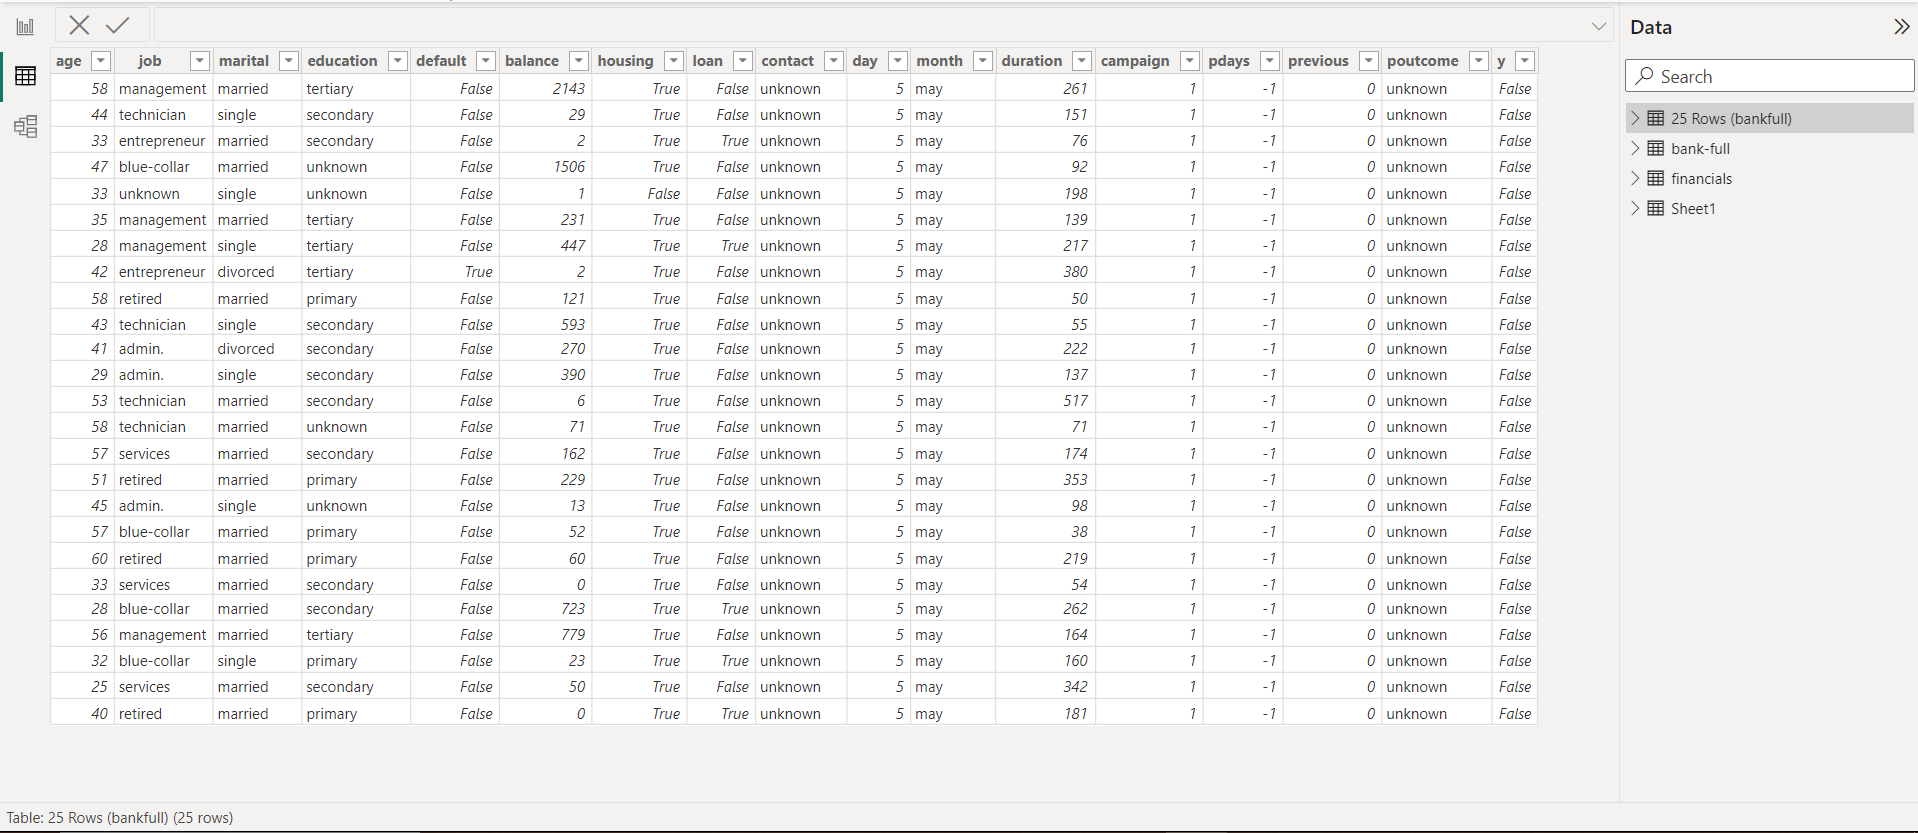 age job marital education default balance housing loan contact day month duration campaign pdays previous poutcome y
58 management married tertiary False 2143 True False unknown 5 may 261 1 -1 0 unknown False
44 technician single secondary False 29 True False unknown 5 may 151 1 -1 0 unknown False
33 entrepreneur married secondary False 2 True True unknown 5 may 76 1 -1 0 unknown False
47 blue-collar married unknown False 1506 True False unknown 5 may 92 1 -1 0 unknown False
33 unknown single unknown False 1 False False unknown 5 may 198 1 -1 0 unknown False
35 management married tertiary False 231 True False unknown 5 may 139 1 -1 0 unknown False
28 management single tertiary False 447 True True unknown 5 may 217 1 -1 0 unknown False
42 entrepreneur divorced tertiary True 2 True False unknown 5 may 380 1 -1 0 unknown False
58 retired married primary False 121 True False unknown 5 may 50 1 -1 0 unknown False
43 technician single secondary False 593 True False unknown 5 may 55 1 -1 0 unknown False
41 admin. divorced secondary False 270 True False unknown 5 may 222 1 -1 0 unknown False
29 admin. single secondary False 390 True False unknown 5 may 137 1 -1 0 unknown False
53 technician married secondary False 6 True False unknown 5 may 517 1 -1 0 unknown False
58 technician married unknown False 71 True False unknown 5 may 71 1 -1 0 unknown False
57 services married secondary False 162 True False unknown 5 may 174 1 -1 0 unknown False
51 retired married primary False 229 True False unknown 5 may 353 1 -1 0 unknown False
45 admin. single unknown False 13 True False unknown 5 may 98 1 -1 0 unknown False
57 blue-collar married primary False 52 True False unknown 5 may 38 1 -1 0 unknown False
60 retired married primary False 60 True False unknown 5 may 219 1 -1 0 unknown False
33 services married secondary False 0 True False unknown 5 may 54 1 -1 0 unknown False
28 blue-collar married secondary False 723 True True unknown 5 may 262 1 -1 0 unknown False
56 management married tertiary False 779 True False unknown 5 may 164 1 -1 0 unknown False
32 blue-collar single primary False 23 True True unknown 5 may 160 1 -1 0 unknown False
25 services married secondary False 50 True False unknown 5 may 342 1 -1 0 unknown False
40 retired married primary False 0 True True unknown 5 may 181 1 -1 0 unknown False
Table: 25 Rows (bankfull) (25 rows)
Data
Search
25 Rows (bankfull)
bank-full
financials
Sheet1